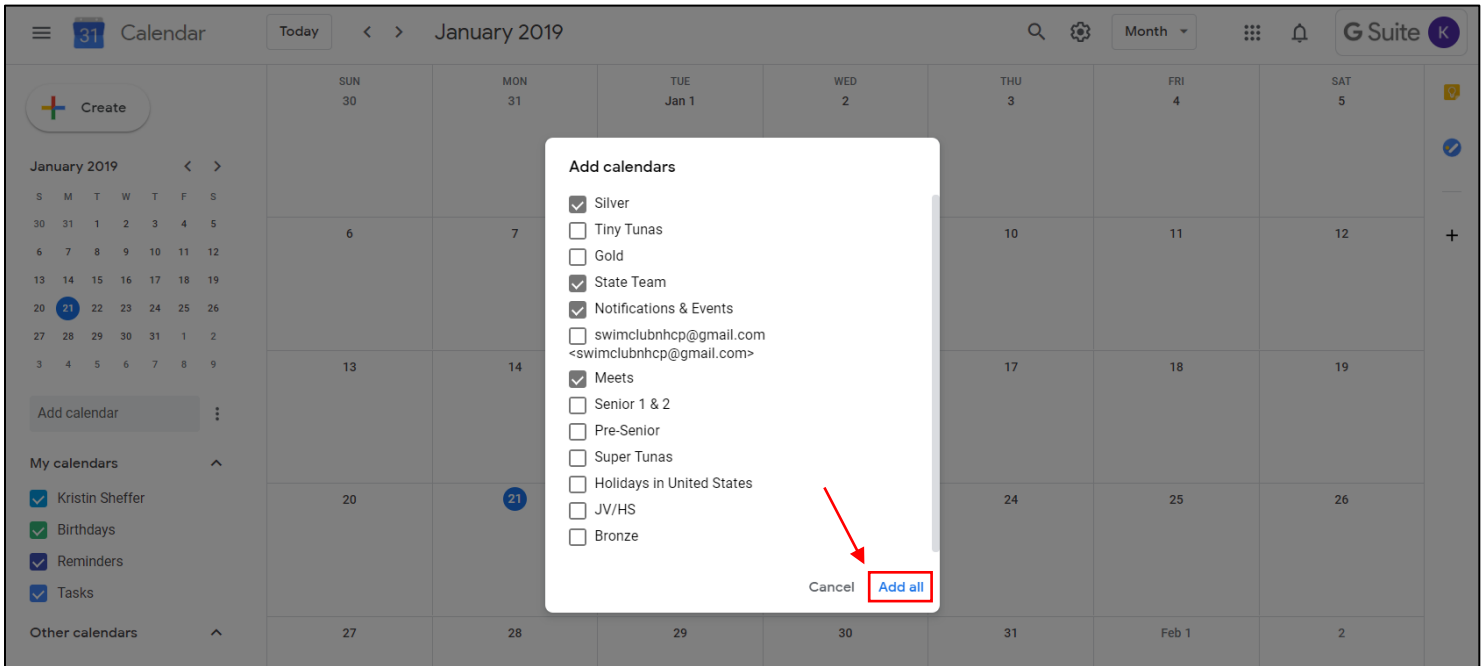 31 Calendar Today January 2019 Month G Suite K
Create
SUN MON TUE WED THU FRI SAT
30 31 Jan 1 2 3 4 5
January 2019
S M T W T F S
30 31 1 2 3 4 5
6 7 8 9 10 11 12
13 14 15 16 17 18 19
20 21 22 23 24 25 26
27 28 29 30 31 1 2
3 4 5 6 7 8 9
Add calendar
My calendars
Kristin Sheffer
Birthdays
Reminders
Tasks
Other calendars
6 7 10 11 12
13 14 17 18 19
20 21 24 25 26
27 28 29 30 31 Feb 1 2
Add calendars
Silver
Tiny Tunas
Gold
State Team
Notifications & Events
swimclubnhcp@gmail.com
<swimclubnhcp@gmail.com>
Meets
Senior 1 & 2
Pre-Senior
Super Tunas
Holidays in United States
JV/HS
Bronze
Cancel Add all